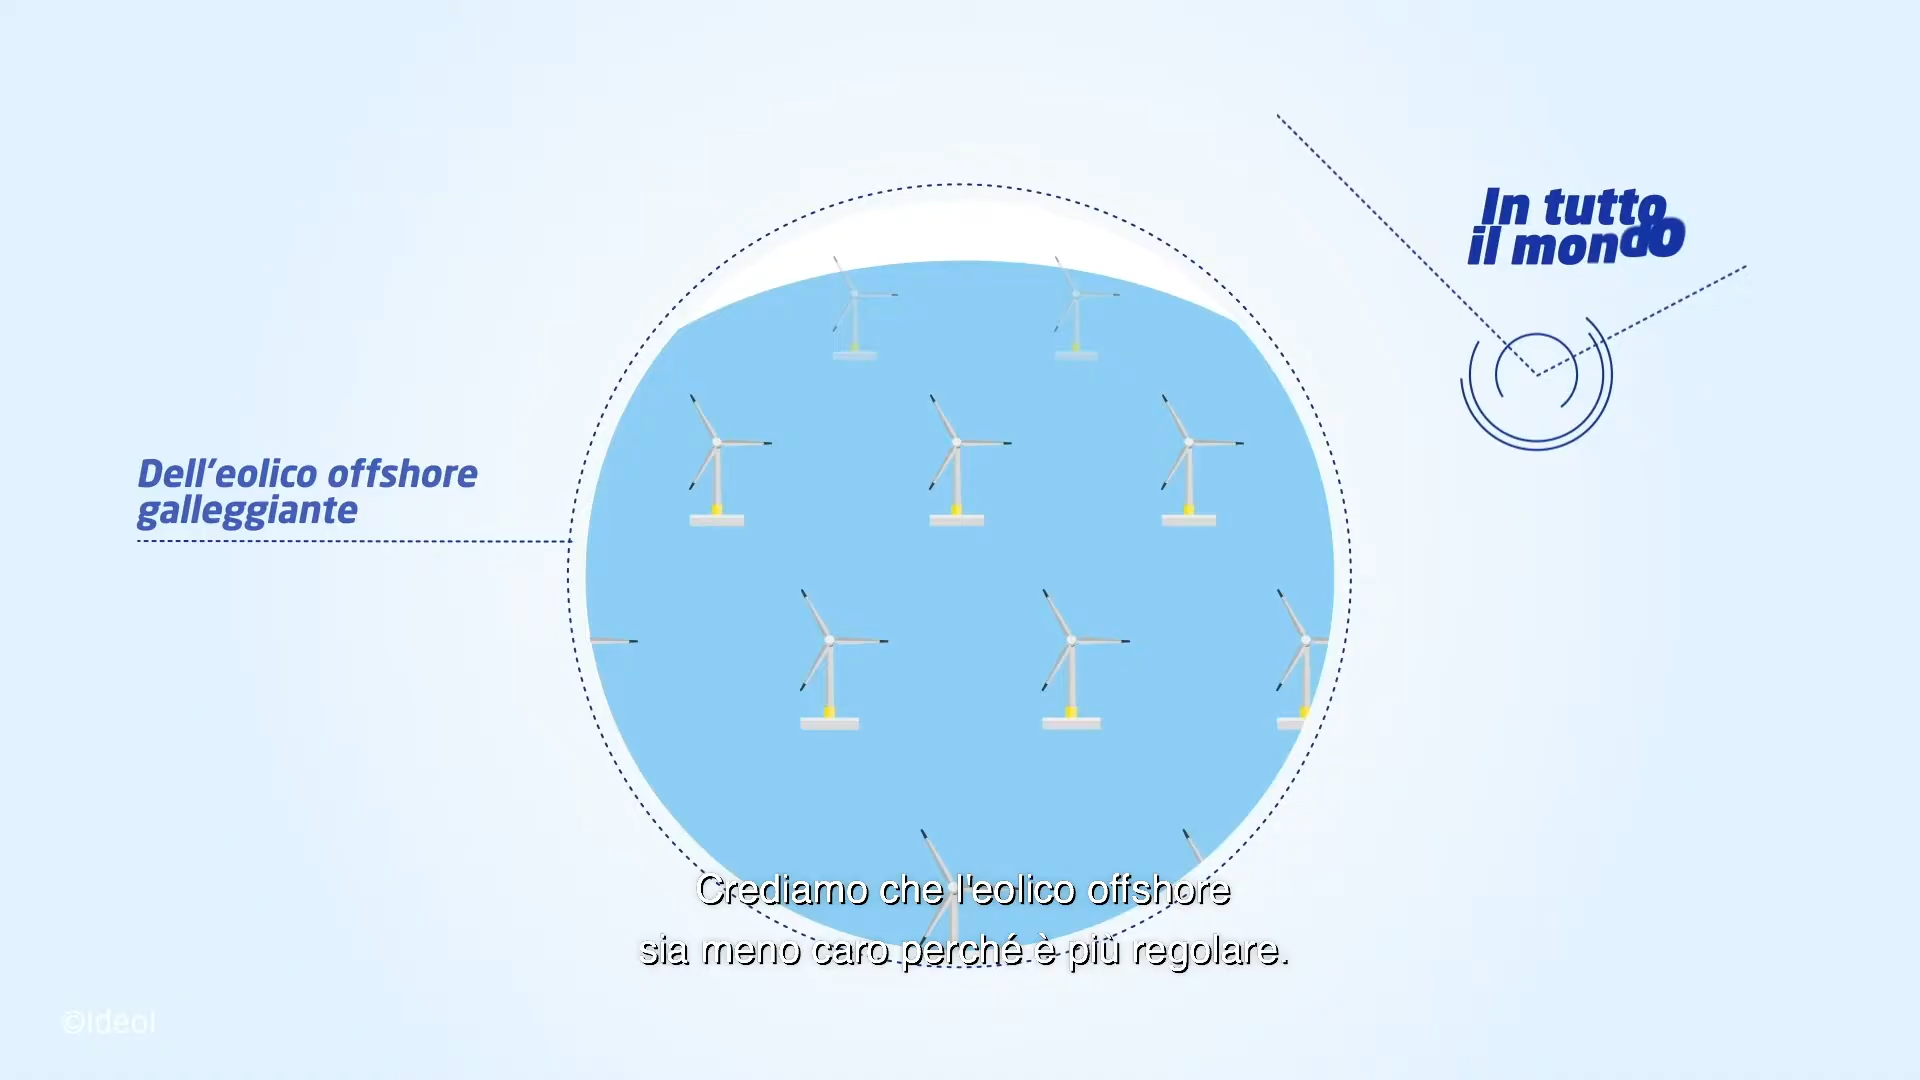 In tutto
il mondo
Dell'eolico offshore
galleggiante
Crediamo che l'eolico offshore
sia meno caro perché è più regolare.
©Ideol